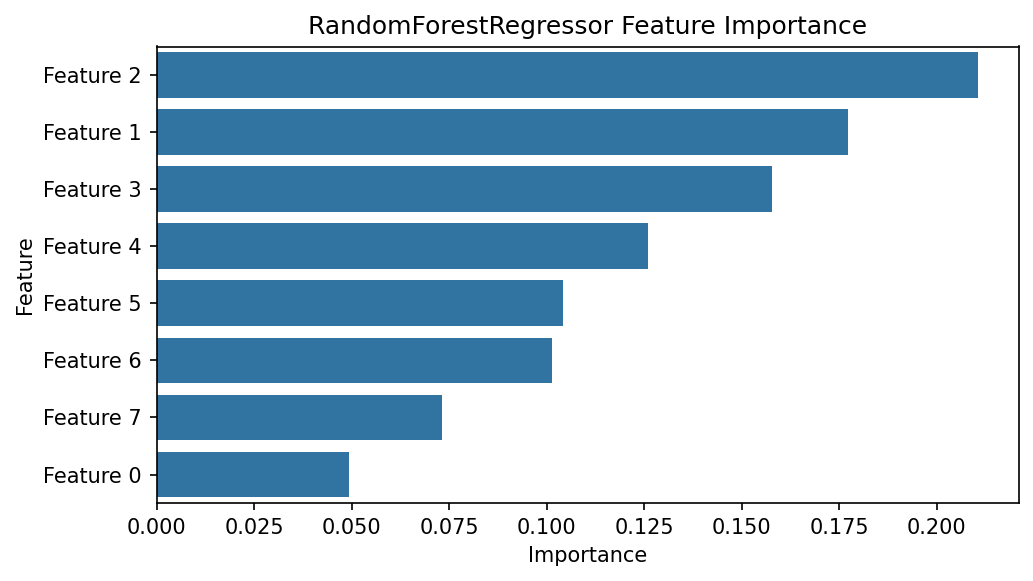 RandomForestRegressor Feature Importance
Feature
Feature 2
Feature 1
Feature 3
Feature 4
Feature 5
Feature 6
Feature 7
Feature 0
0.000 0.025 0.050 0.075 0.100 0.125 0.150 0.175 0.200
Importance